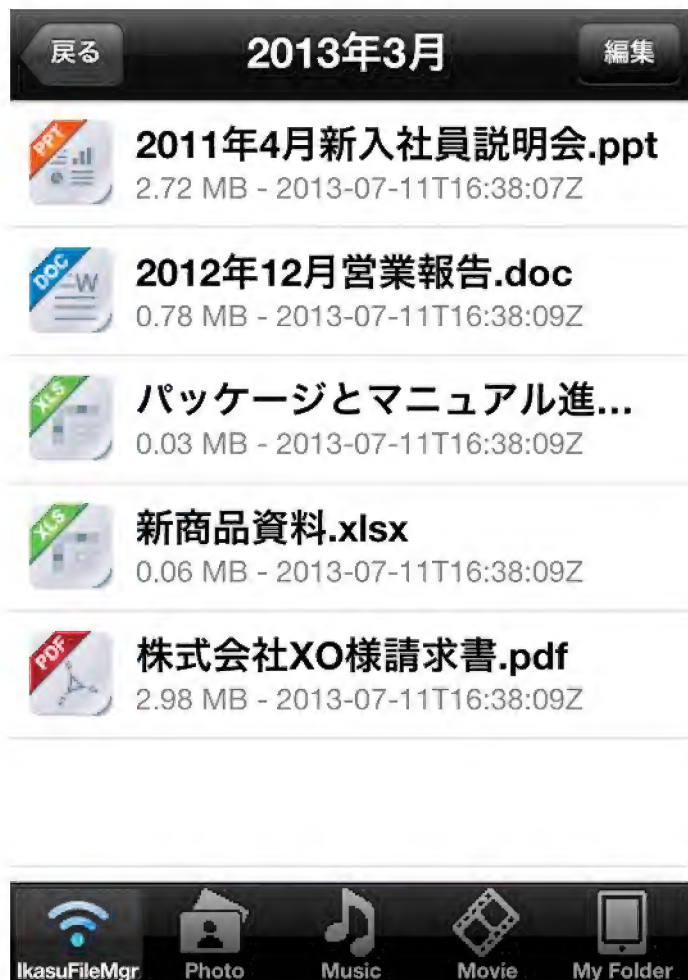 戻る
2013年3月
編集
PPT
2011年4月新入社員説明会.ppt
2.72 MB - 2013-07-11T16:38:07Z
DOC
W
2012年12月営業報告.doc
0.78 MB - 2013-07-11T16:38:09Z
XLS
パッケージとマニュアル進...
0.03 MB - 2013-07-11T16:38:09Z
XLS
新商品資料.xlsx
0.06 MB - 2013-07-11T16:38:09Z
PDF
株式会社XO様請求書.pdf
2.98 MB - 2013-07-11T16:38:09Z
IkasuFileMgr
Photo
Music
Movie
My Folder